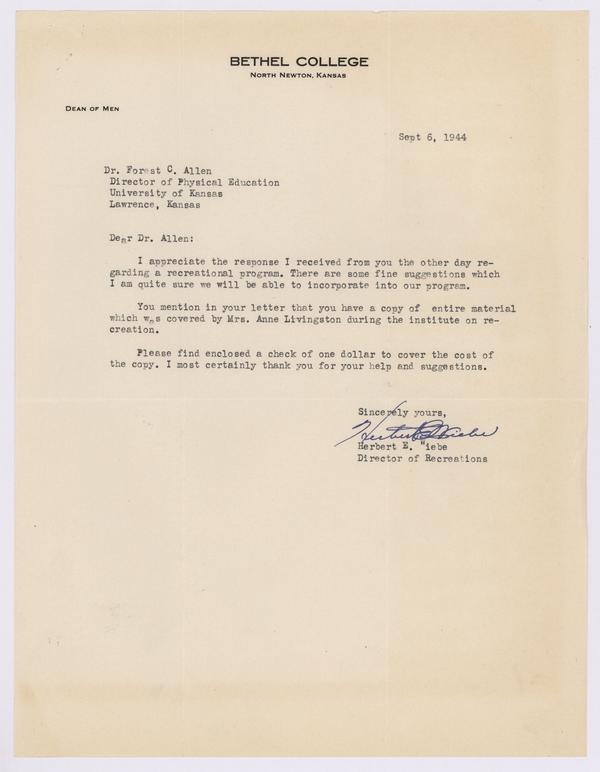 BETHEL COLLEGE
NORTH NEWTON, KANSAS
DEAN OF MEN
Sept 6, 1944
Dr. Forest C. Allen
Director of Physical Education
University of Kansas
Lawrence, Kansas
Dear Dr. Allen:
I appreciate the response I received from you the other day re-
garding a recreational program. There are some fine suggestions which
I am quite sure we will be able to incorporate into our program.
You mention in your letter that you have a copy of entire material
which was covered by Mrs. Anne Livingston during the institute on re-
creation.
Please find enclosed a check of one dollar to cover the cost of
the copy. I most certainly thank you for your help and suggestions.
Sincerely yours,
Herbert E Wiebe
Herbert E. "iebe
Director of Recreations